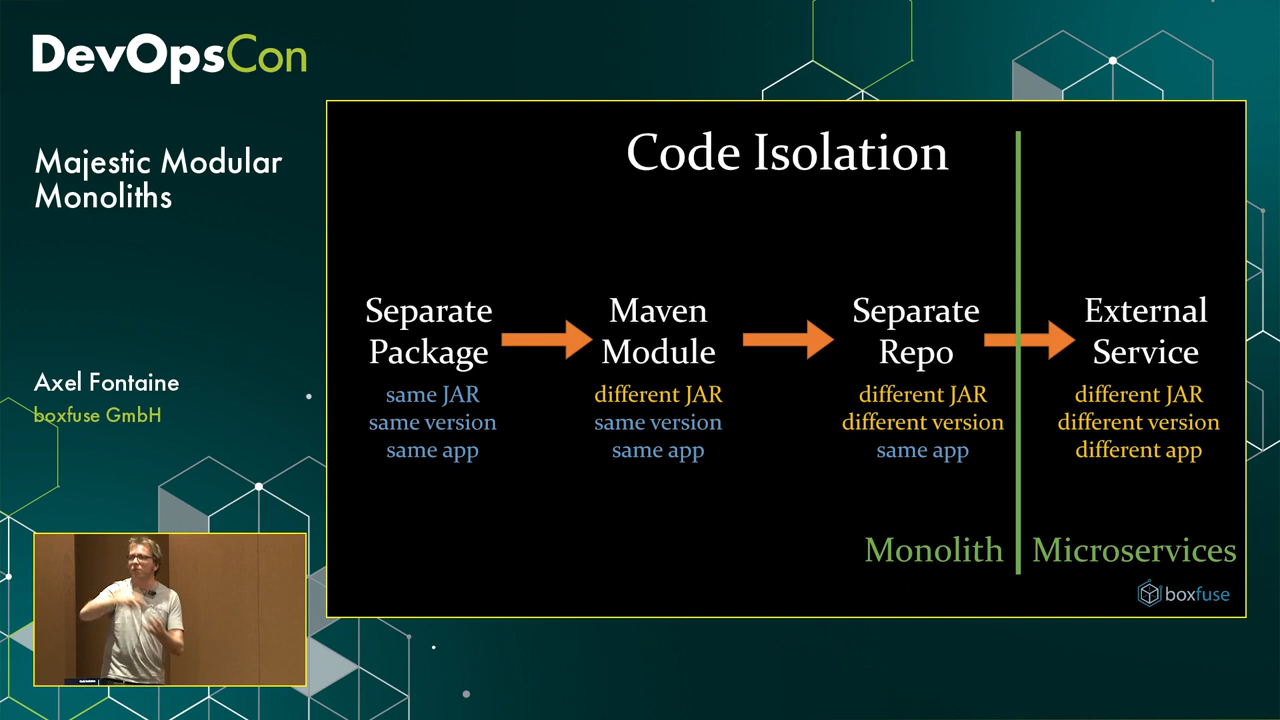 DevOpsCon
Majestic Modular
Monoliths
Axel Fontaine
boxfuse GmbH
Code Isolation
Separate
Package
same JAR
same version
same app
Maven
Module
different JAR
same version
same app
Separate
Repo
different JAR
different version
same app
External
Service
different JAR
different version
different app
Monolith
Microservices
boxfuse